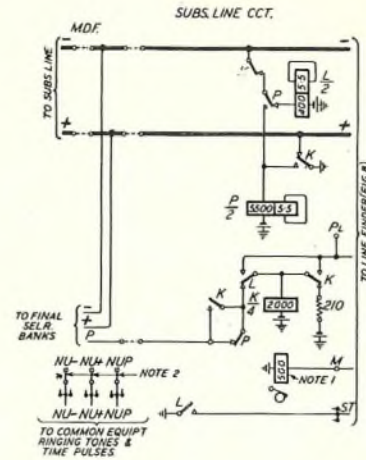 SUBS. LINE CCT.
M.D.F.
TO SUBS LINE
−
−
L
2
400 5·5
P
+
+
K
P
2
5500 5·5
TO LINE FINDER (FIG.8)
PL
L
K
K
K
4
2000
210
TO FINAL
SELR.
BANKS
−
+
P
P
NU- NU+ NUP
NOTE 2
500
M
NOTE 1
NU- NU+ NUP
L
ST
TO COMMON EQUIPT
RINGING TONES &
TIME PULSES.